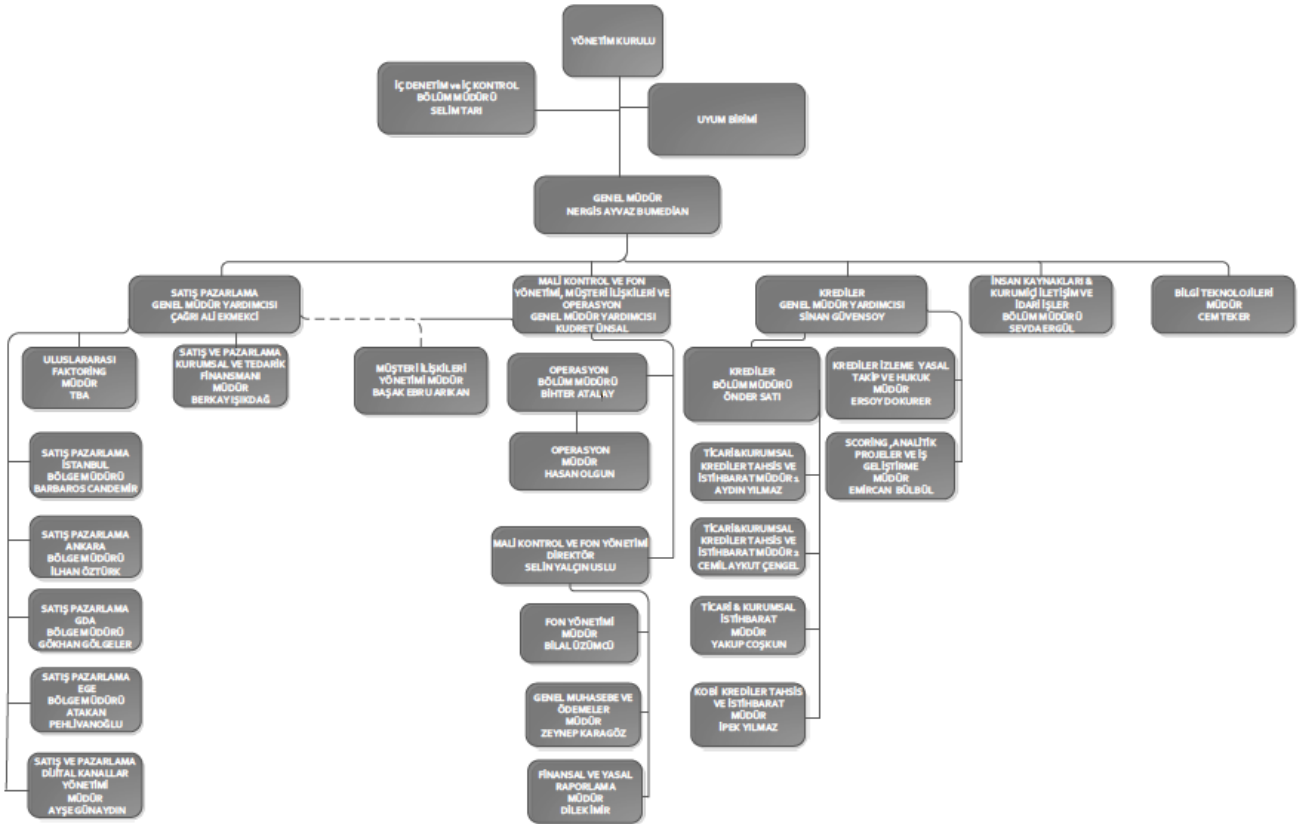 YÖNETİM KURULU
İÇ DENETİM ve İÇ KONTROL
BÖLÜM MÜDÜRÜ
SELİM TARI
UYUM BİRİMİ
GENEL MÜDÜR
NERGİS AYVAZ BUMEDİAN
SATIŞ PAZARLAMA
GENEL MÜDÜR YARDIMCISI
ÇAĞRI ALİ EKMEKCİ
MALİ KONTROL VE FON
YÖNETİMİ, MÜŞTERİ İLİŞKİLERİ VE
OPERASYON
GENEL MÜDÜR YARDIMCISI
KUDRET ÜNSAL
KREDİLER
GENEL MÜDÜR YARDIMCISI
SİNAN GÜVENSOY
İNSAN KAYNAKLARI &
KURUMİÇİ İLETİŞİM VE
İDARİ İŞLER
BÖLÜM MÜDÜRÜ
SEVDA ERGÜL
BİLGİ TEKNOLOJİLERİ
MÜDÜR
CEM TEKER
ULUSLARARASI
FAKTORİNG
MÜDÜR
TBA
SATIŞ VE PAZARLAMA
KURUMSAL VE TEDARİK
FİNANSMANI
MÜDÜR
BERKAY IŞIKDAĞ
MÜŞTERİ İLİŞKİLERİ
YÖNETİMİ MÜDÜR
BAŞAK EBRU ARIKAN
OPERASYON
BÖLÜM MÜDÜRÜ
BİHTER ATALAY
KREDİLER
BÖLÜM MÜDÜRÜ
ÖNDER SATI
KREDİLER İZLEME YASAL
TAKİP VE HUKUK
MÜDÜR
ERSOY DOKURER
SATIŞ PAZARLAMA
İSTANBUL
BÖLGE MÜDÜRÜ
BARBAROS CANDEMİR
OPERASYON
MÜDÜR
HASAN OLGUN
TİCARİ&KURUMSAL
KREDİLER TAHSİS VE
İSTİHBARAT MÜDÜR 1
AYDIN YILMAZ
SCORING ,ANALİTİK
PROJELER VE İŞ
GELİŞTİRME
MÜDÜR
EMİRCAN BÜLBÜL
SATIŞ PAZARLAMA
ANKARA
BÖLGE MÜDÜRÜ
İLHAN ÖZTÜRK
MALİ KONTROL VE FON YÖNETİMİ
DİREKTÖR
SELİN YALÇIN USLU
TİCARİ&KURUMSAL
KREDİLER TAHSİS VE
İSTİHBARAT MÜDÜR 2
CEMİL AYKUT ÇENGEL
SATIŞ PAZARLAMA
GDA
BÖLGE MÜDÜRÜ
GÖKHAN GÖLGELER
FON YÖNETİMİ
MÜDÜR
BİLAL ÜZÜMCÜ
TİCARİ & KURUMSAL
İSTİHBARAT
MÜDÜR
YAKUP COŞKUN
SATIŞ PAZARLAMA
EGE
BÖLGE MÜDÜRÜ
ATAKAN
PEHLİVANOĞLU
GENEL MUHASEBE VE
ÖDEMELER
MÜDÜR
ZEYNEP KARAGÖZ
KOBİ KREDİLER TAHSİS
VE İSTİHBARAT
MÜDÜR
İPEK YILMAZ
SATIŞ VE PAZARLAMA
DİJİTAL KANALLAR
YÖNETİMİ
MÜDÜR
AYŞE GÜNAYDIN
FİNANSAL VE YASAL
RAPORLAMA
MÜDÜR
DİLEK İMİR